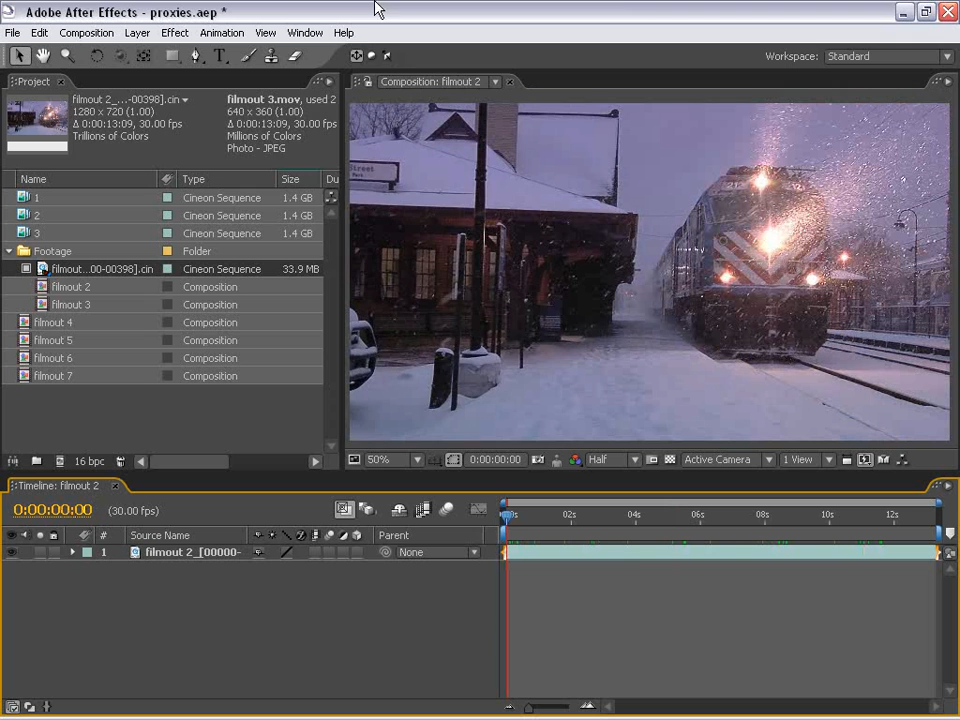 Adobe After Effects - proxies.aep *
File Edit Composition Layer Effect Animation View Window Help
Workspace: Standard
Project
Composition: filmout 2
filmout 2_...-00398].cin
1280 x 720 (1.00)
Δ 0:00:13:09, 30.00 fps
Trillions of Colors
filmout 3.mov, used 2
640 x 360 (1.00)
Δ 0:00:13:09, 30.00 fps
Millions of Colors
Photo - JPEG
Name Type Size Du
1 Cineon Sequence 1.4 GB
2 Cineon Sequence 1.4 GB
3 Cineon Sequence 1.4 GB
Footage Folder
filmout...00-00398].cin Cineon Sequence 33.9 MB
filmout 2 Composition
filmout 3 Composition
filmout 4 Composition
filmout 5 Composition
filmout 6 Composition
filmout 7 Composition
Street
Park
16 bpc
50% 0:00:00:00 Half Active Camera 1 View
Timeline: filmout 2
0:00:00:00 (30.00 fps)
02s 04s 06s 08s 10s 12s
# Source Name Parent
1 filmout 2_[00000- None